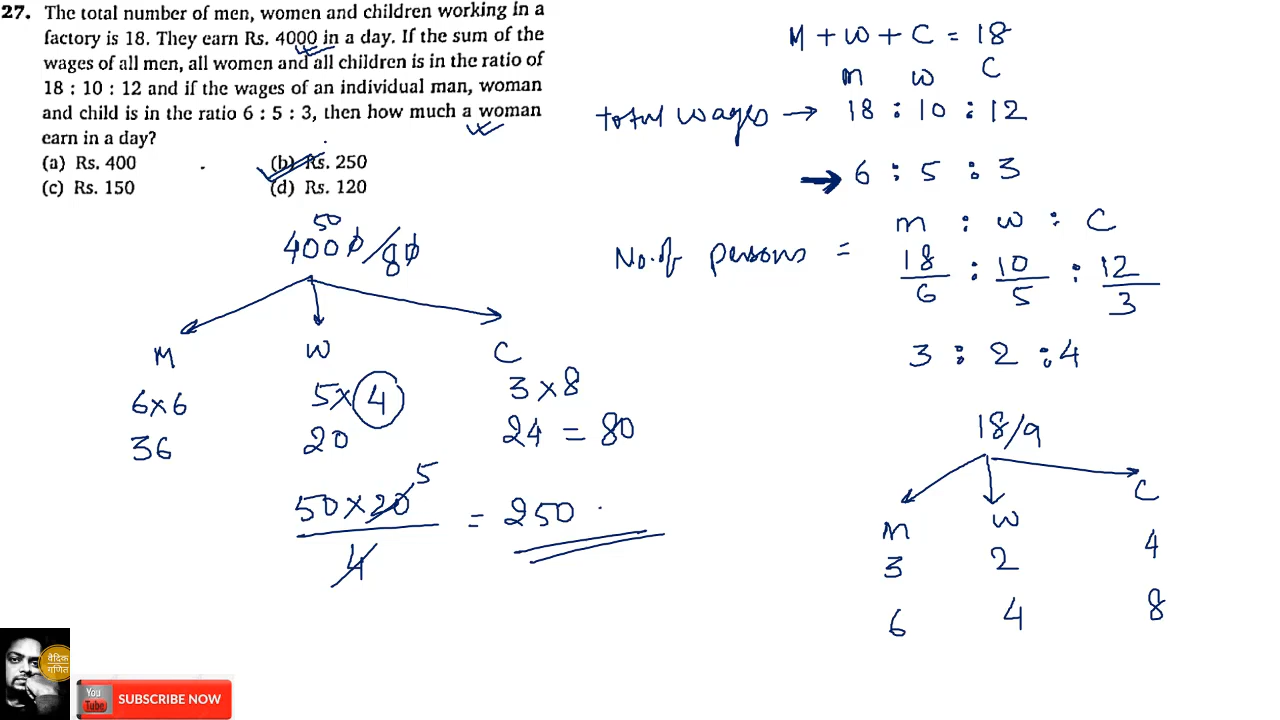 27. The total number of men, women and children working in a
factory is 18. They earn Rs. 4000 in a day. If the sum of the
wages of all men, all women and all children is in the ratio of
18 : 10 : 12 and if the wages of an individual man, woman
and child is in the ratio 6 : 5 : 3, then how much a woman
earn in a day?
(a) Rs. 400 (b) Rs. 250
(c) Rs. 150 (d) Rs. 120
M + W + C = 18
M W C
total wages → 18 : 10 : 12
→ 6 : 5 : 3
M : W : C
No. of persons = 18/6 : 10/5 : 12/3
3 : 2 : 4
18/9
M W C
3 2 4
6 4 8
50
4000/80
M W C
6×6 5×4 3×8
36 20 24 = 80
5
50×20/4 = 250
वैदिक
गणित
You
Tube
SUBSCRIBE NOW